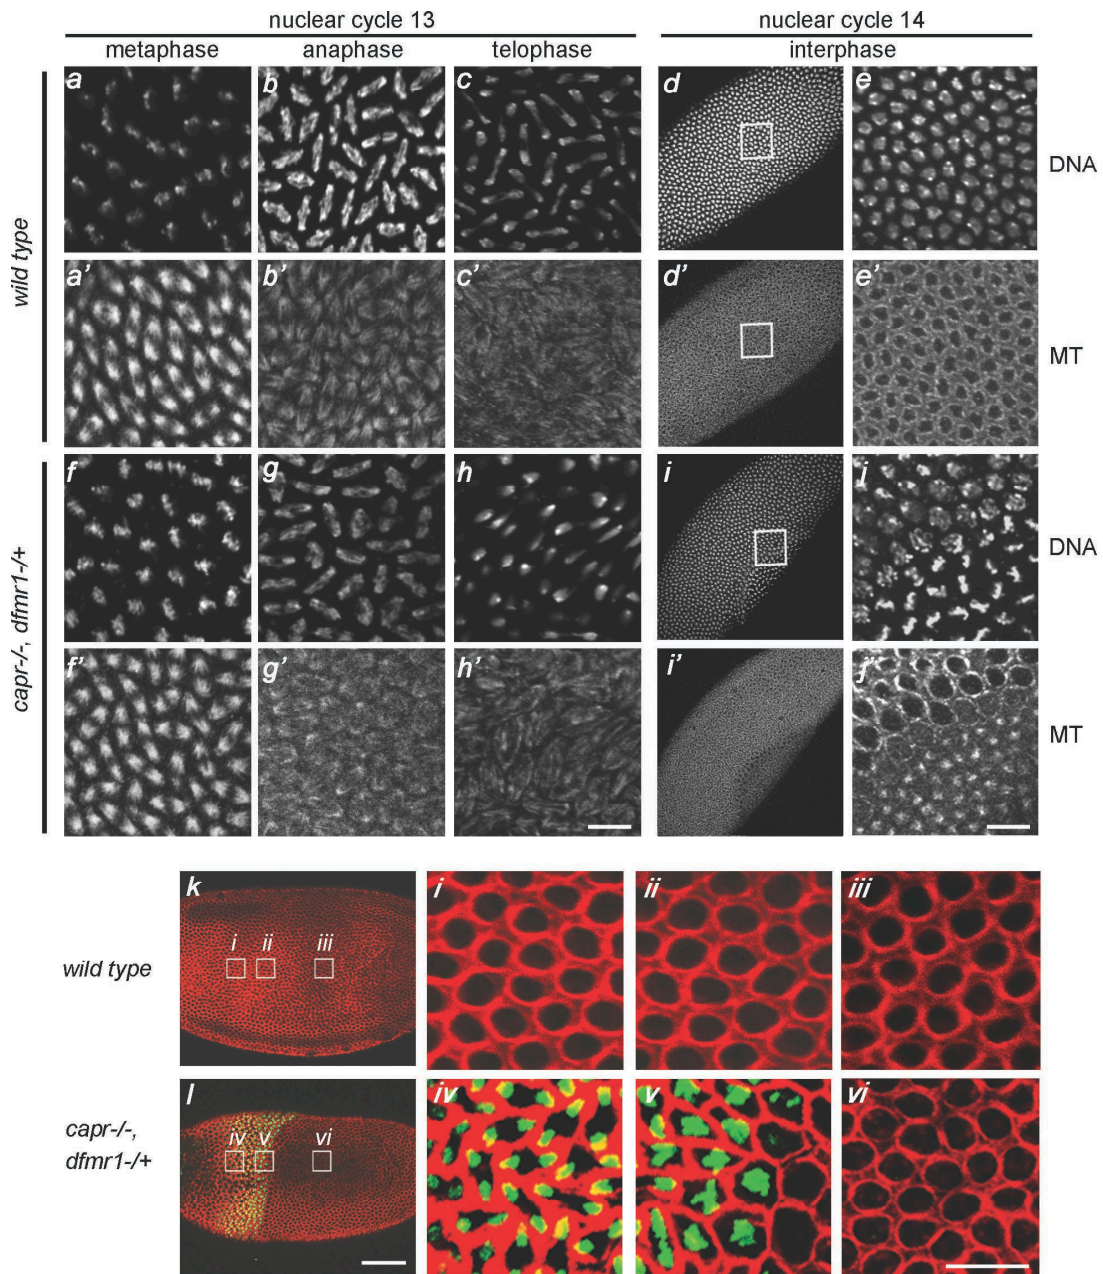 nuclear cycle 13 nuclear cycle 14
metaphase anaphase telophase interphase
a b c d e DNA
wild type
a' b' c' d' e' MT
f g h i j DNA
capr-/-, dfmr1-/+
f' g' h' i' j' MT
k i ii iii i ii iii
wild type
l iv v vi iv v vi
capr-/-,
dfmr1-/+